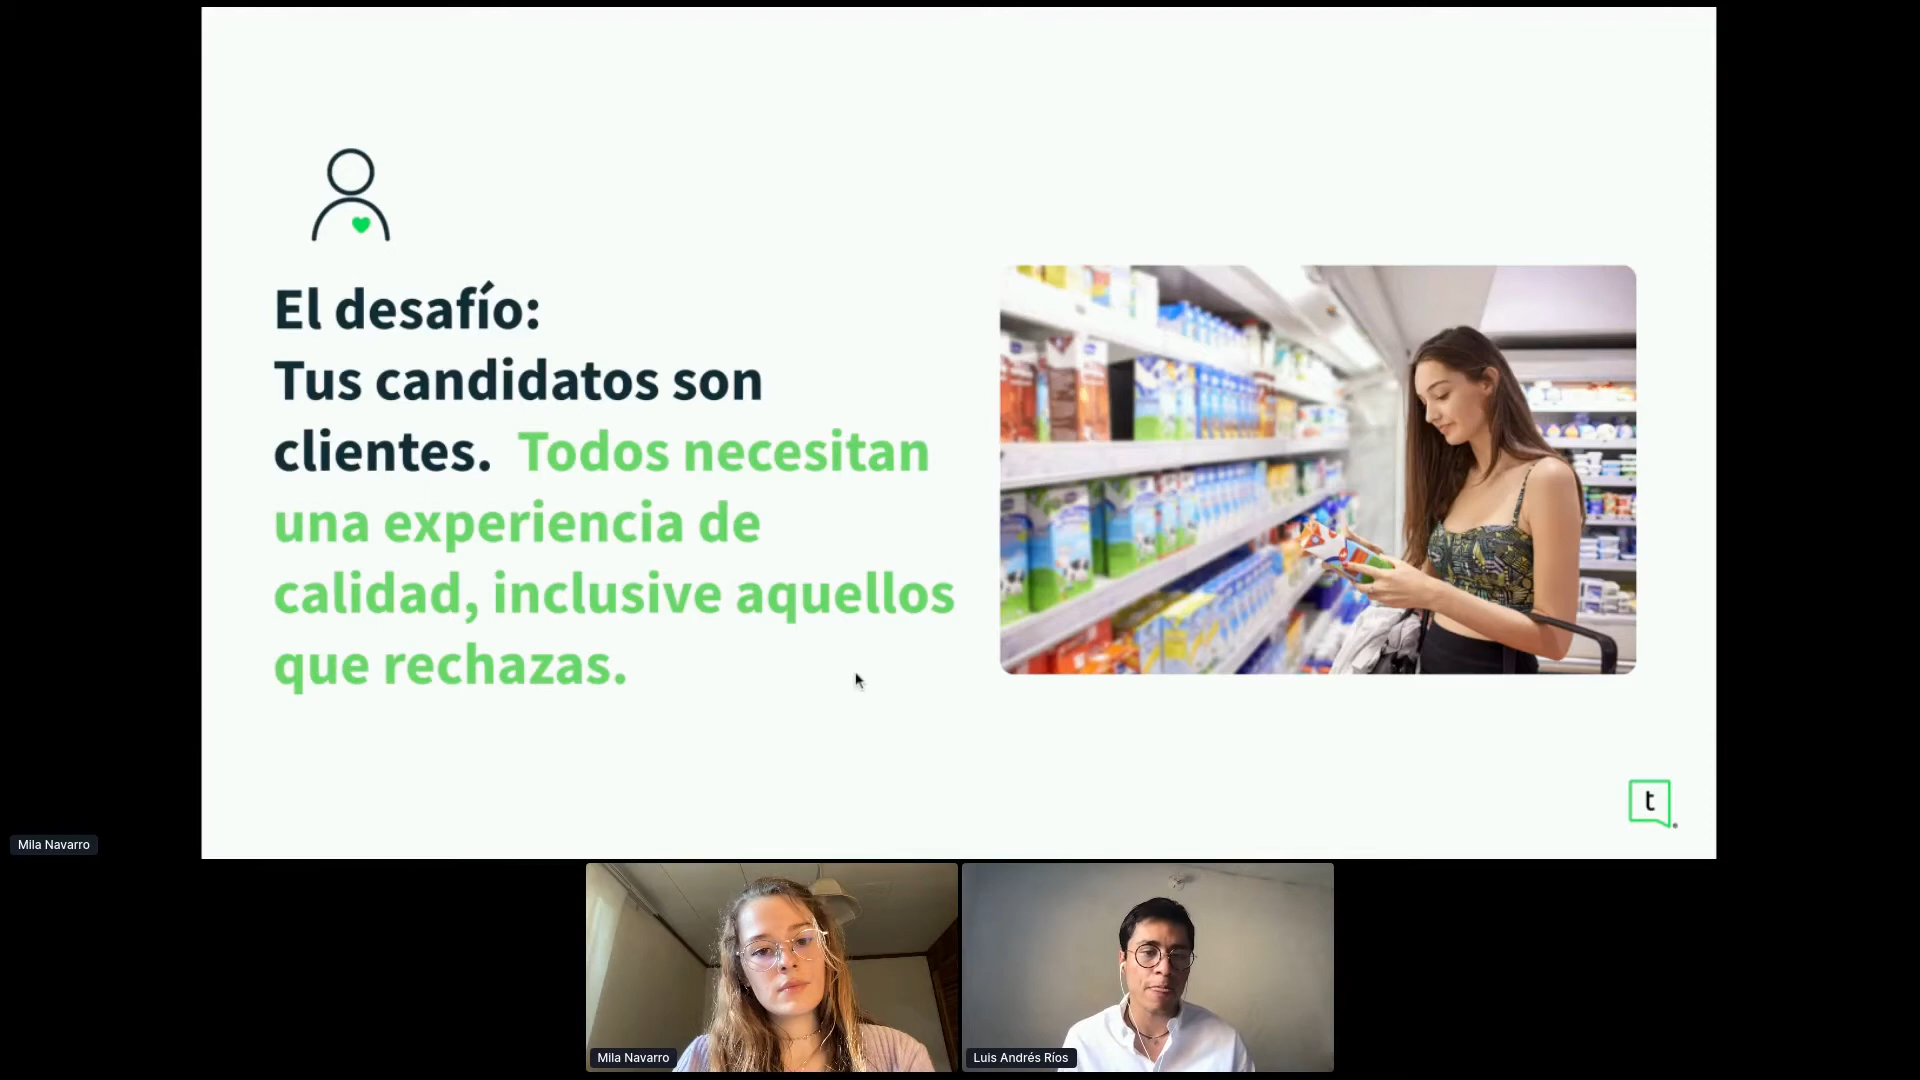 El desafío:
Tus candidatos son
clientes. Todos necesitan
una experiencia de
calidad, inclusive aquellos
que rechazas.
t
Mila Navarro
Mila Navarro
Luis Andrés Ríos